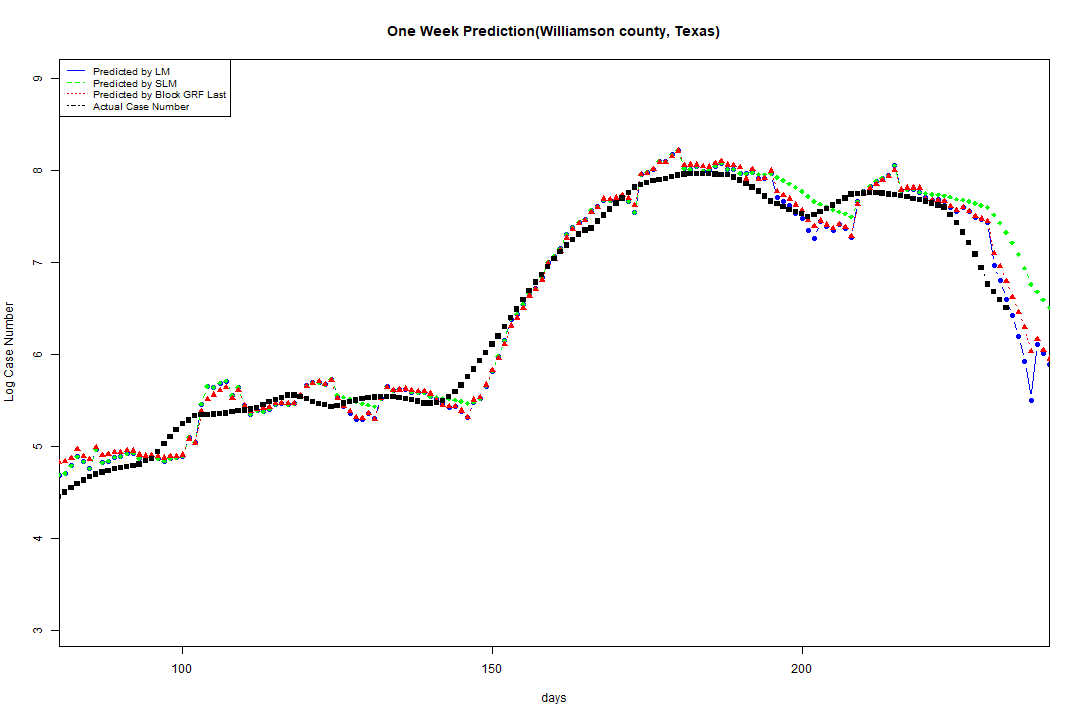 One Week Prediction(Williamson county, Texas)
Predicted by LM
Predicted by SLM
Predicted by Block GRF Last
Actual Case Number
Log Case Number
9
8
7
6
5
4
3
100 150 200
days